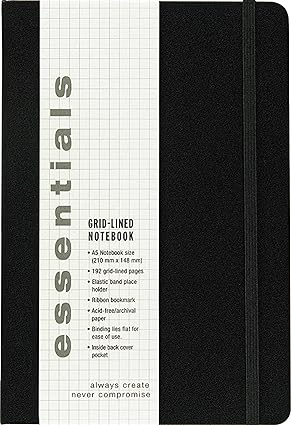 essentials
GRID-LINED
NOTEBOOK
• A5 Notebook size
(210 mm x 148 mm)
• 192 grid-lined pages
• Elastic band place
holder
• Ribbon bookmark
• Acid-free/archival
paper
• Binding lies flat for
ease of use.
• Inside back cover
pocket
always create
never compromise